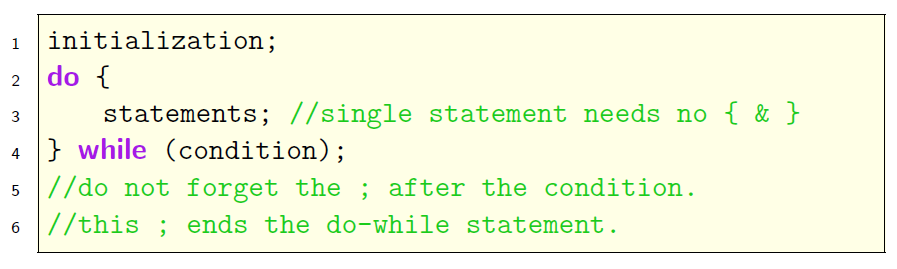 1 initialization;
2 do {
3     statements; //single statement needs no { & }
4 } while (condition);
5 //do not forget the ; after the condition.
6 //this ; ends the do-while statement.